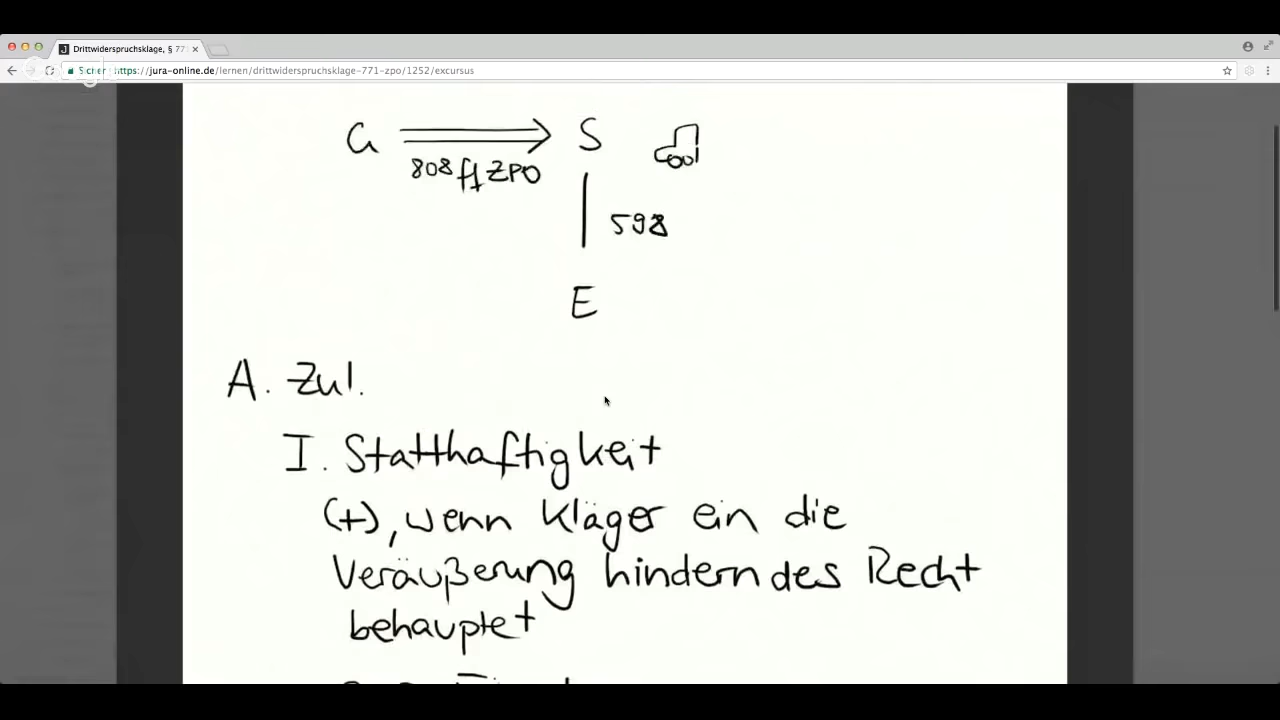 Drittwiderspruchsklage, § 77
Sicher https://jura-online.de/lernen/drittwiderspruchsklage-771-zpo/1252/excursus
G S
808 ff ZPO
598
E
A. Zul.
I. Statthaftigkeit
(+), wenn Kläger ein die
Veräußerung hinderndes Recht
behauptet